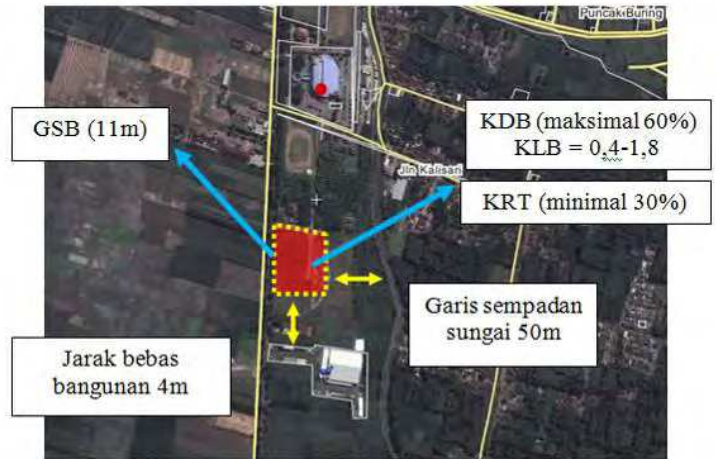 Puncak Buring
GSB (11m)
KDB (maksimal 60%)
KLB = 0,4-1,8
Jln Kalisari
KRT (minimal 30%)
Garis sempadan
sungai 50m
Jarak bebas
bangunan 4m